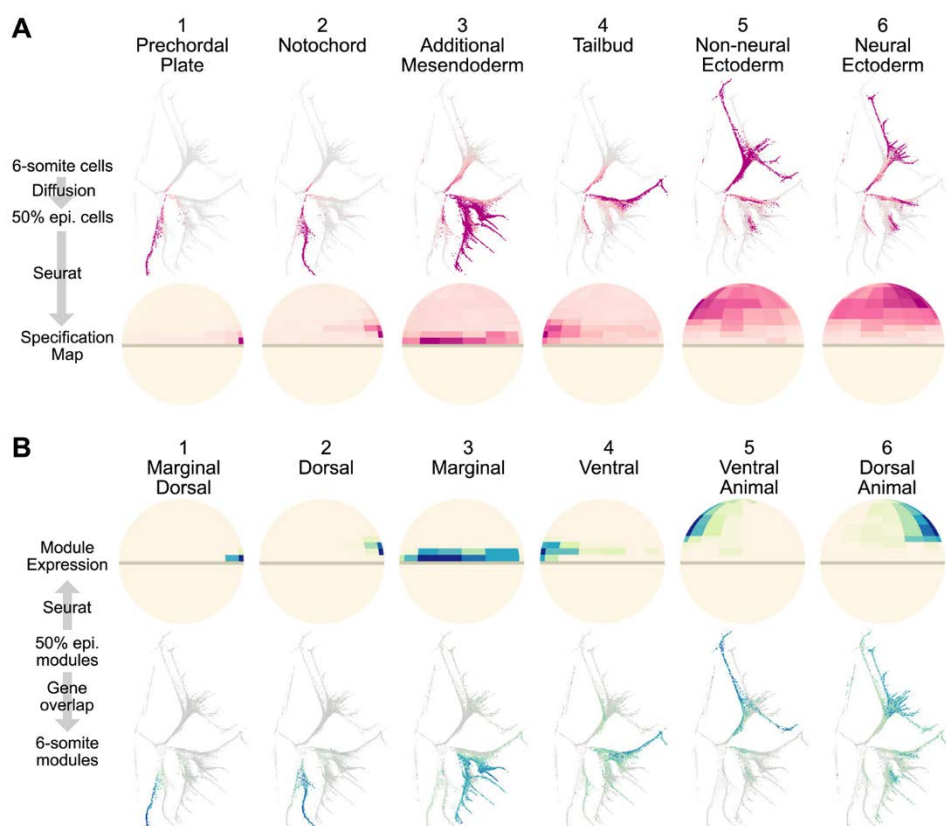 A
1
Prechordal
Plate
2
Notochord
3
Additional
Mesendoderm
4
Tailbud
5
Non-neural
Ectoderm
6
Neural
Ectoderm
6-somite cells
Diffusion
50% epi. cells
Seurat
Specification
Map
B
1
Marginal
Dorsal
2
Dorsal
3
Marginal
4
Ventral
5
Ventral
Animal
6
Dorsal
Animal
Module
Expression
Seurat
50% epi.
modules
Gene
overlap
6-somite
modules